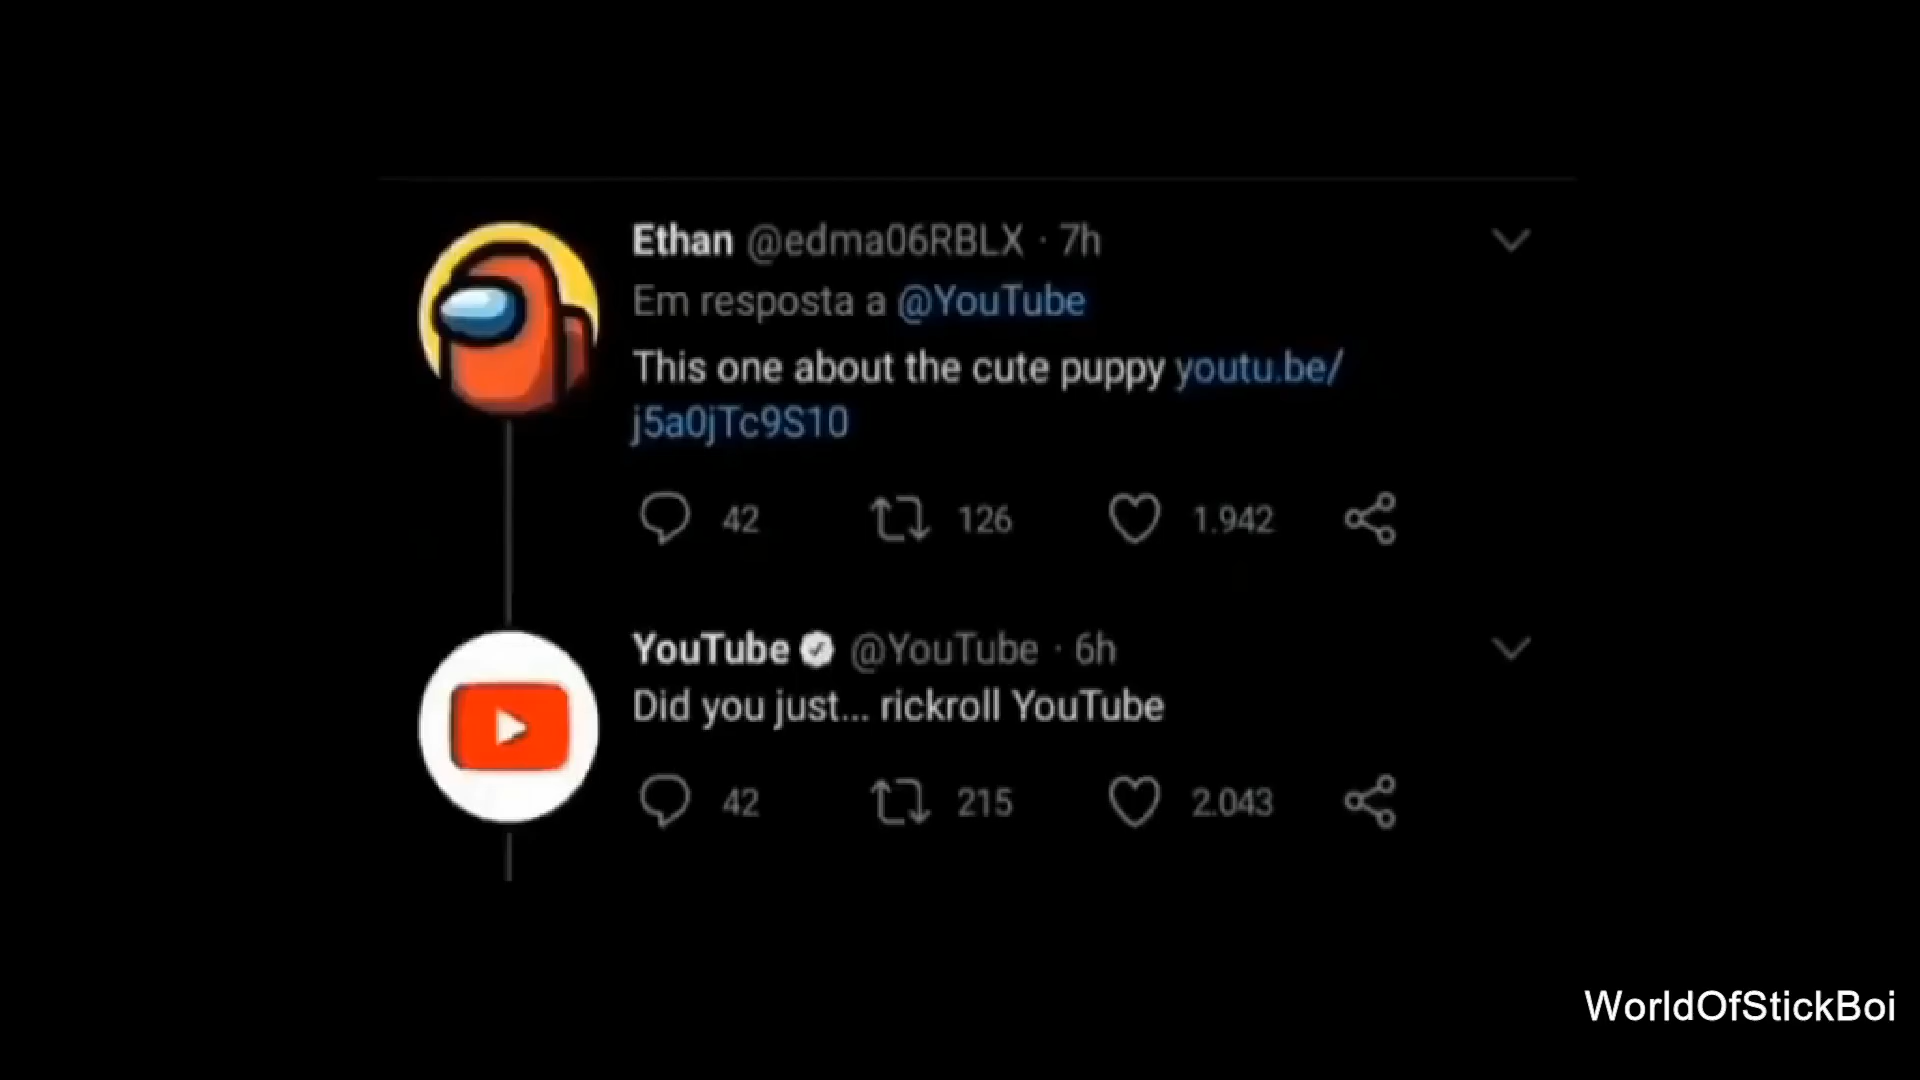 Ethan @edma06RBLX · 7h
Em resposta a @YouTube
This one about the cute puppy youtu.be/
j5a0jTc9S10
42 126 1.942
YouTube @YouTube · 6h
Did you just... rickroll YouTube
42 215 2.043
WorldOfStickBoi